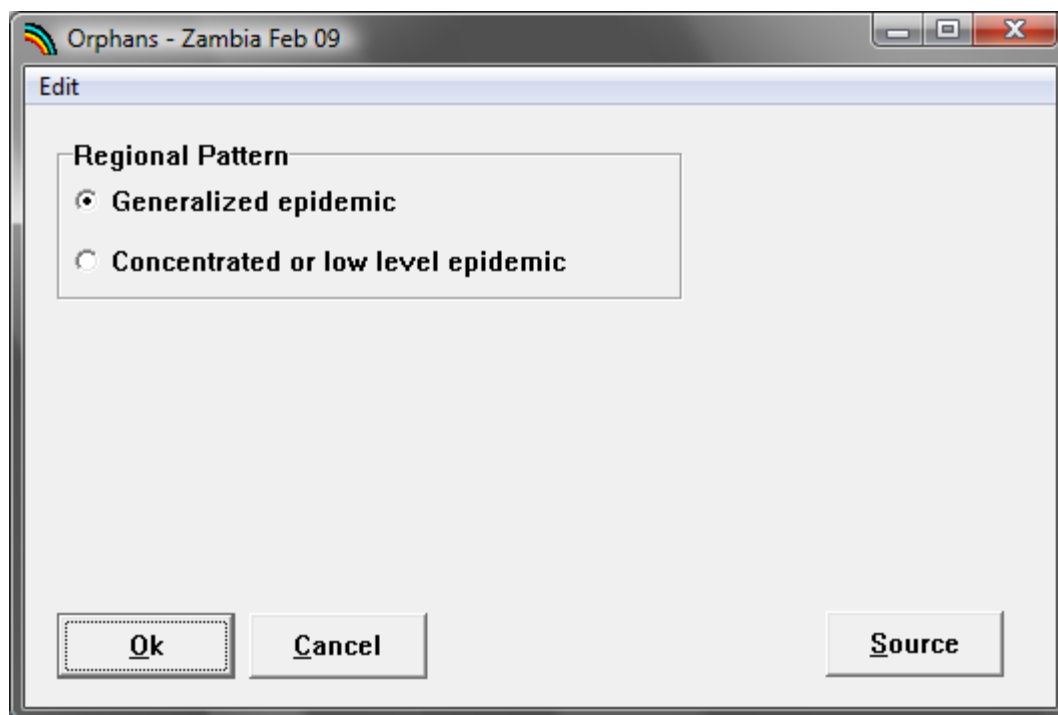 Orphans - Zambia Feb 09
Edit
Regional Pattern
Generalized epidemic
Concentrated or low level epidemic
Ok Cancel Source